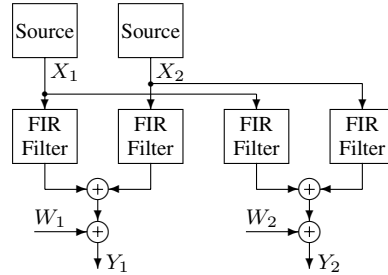 Source Source
X₁ X₂
FIR FIR FIR FIR
Filter Filter Filter Filter
+ +
W₁ + W₂ +
Y₁ Y₂